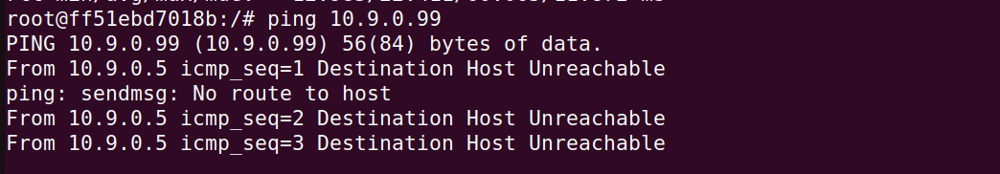 root@ff51ebd7018b:/# ping 10.9.0.99
PING 10.9.0.99 (10.9.0.99) 56(84) bytes of data.
From 10.9.0.5 icmp_seq=1 Destination Host Unreachable
ping: sendmsg: No route to host
From 10.9.0.5 icmp_seq=2 Destination Host Unreachable
From 10.9.0.5 icmp_seq=3 Destination Host Unreachable